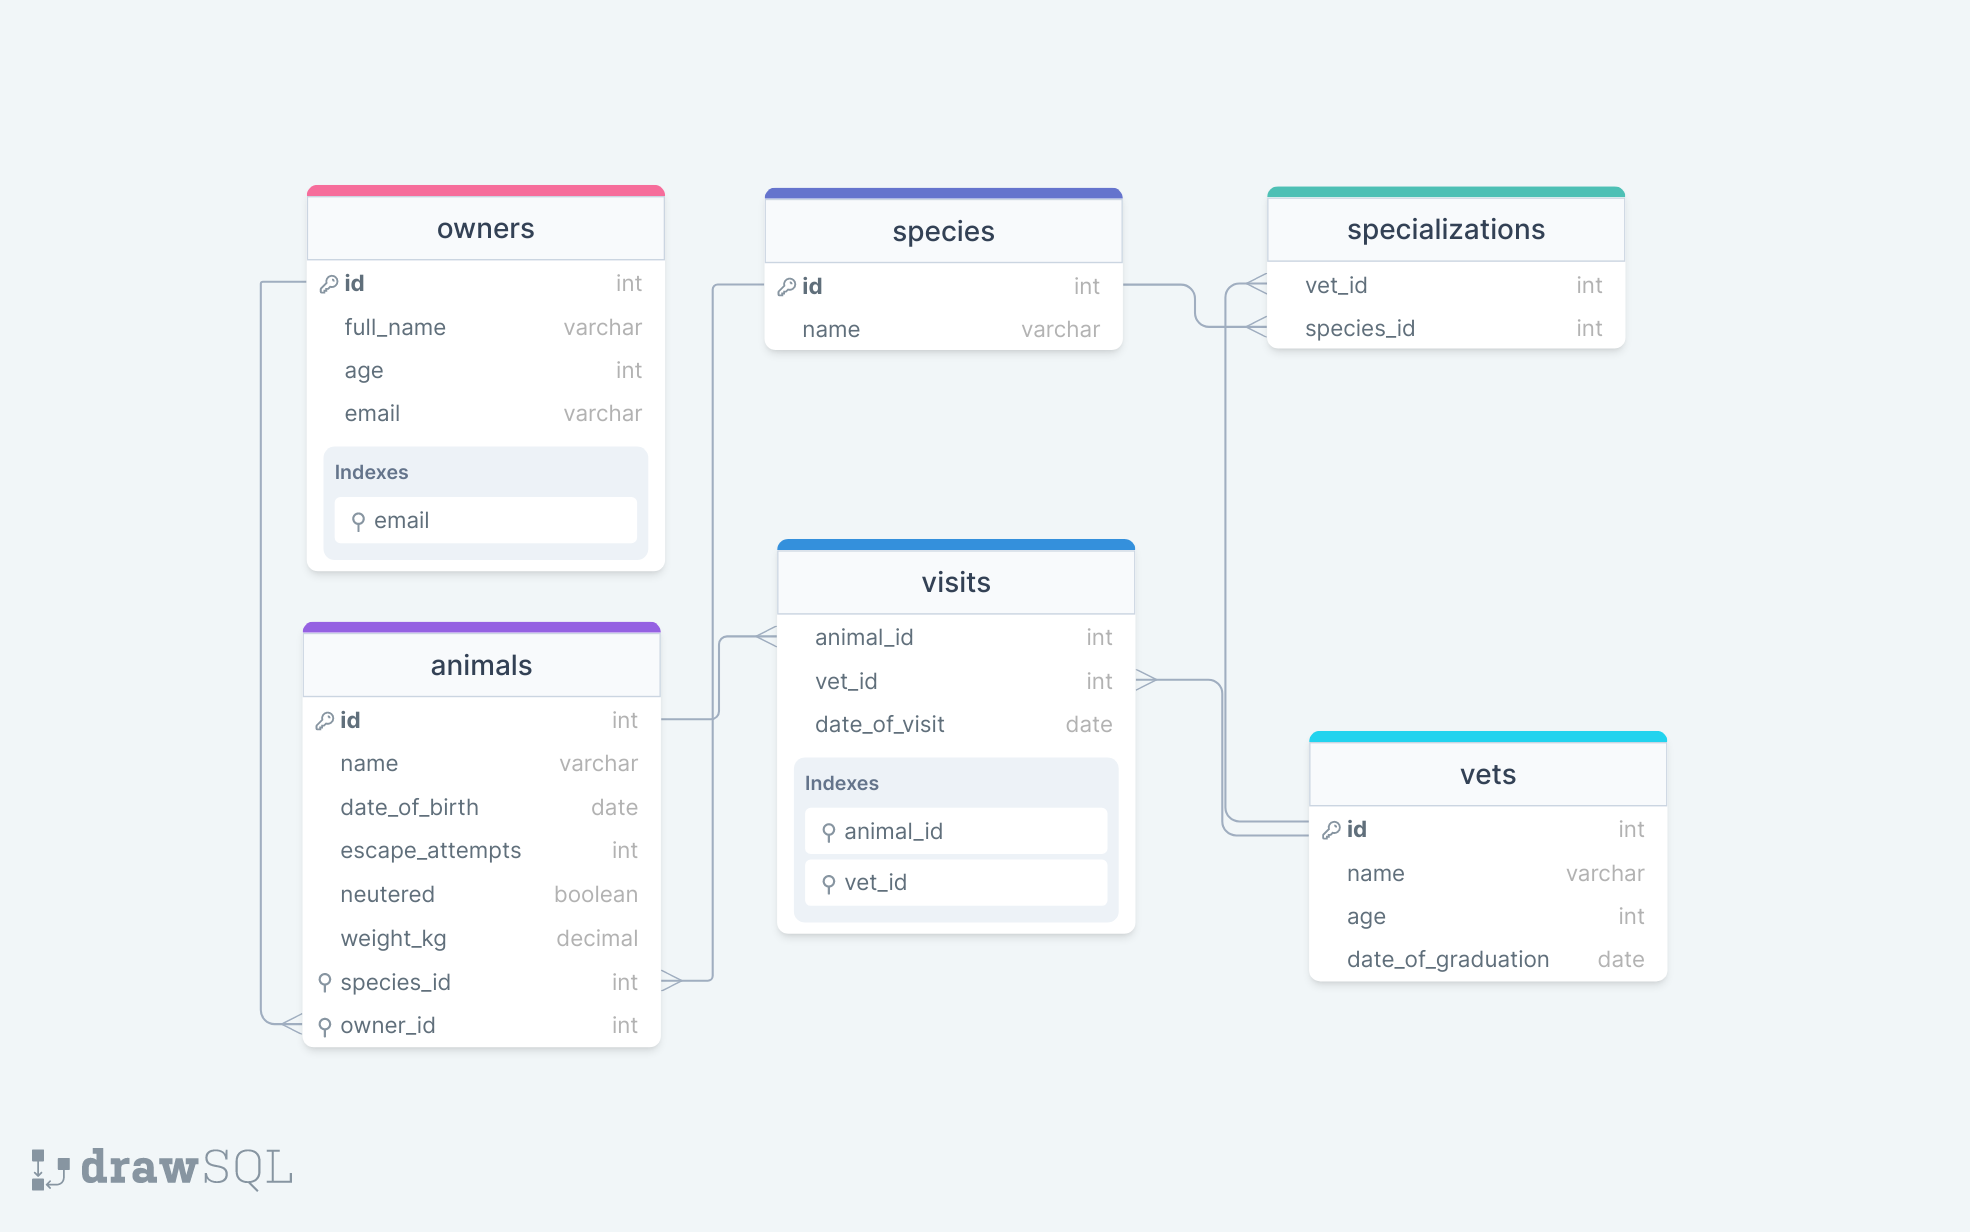 owners
id int
full_name varchar
age int
email varchar
Indexes
email
species
id int
name varchar
specializations
vet_id int
species_id int
animals
id int
name varchar
date_of_birth date
escape_attempts int
neutered boolean
weight_kg decimal
species_id int
owner_id int
visits
animal_id int
vet_id int
date_of_visit date
Indexes
animal_id
vet_id
vets
id int
name varchar
age int
date_of_graduation date
drawSQL